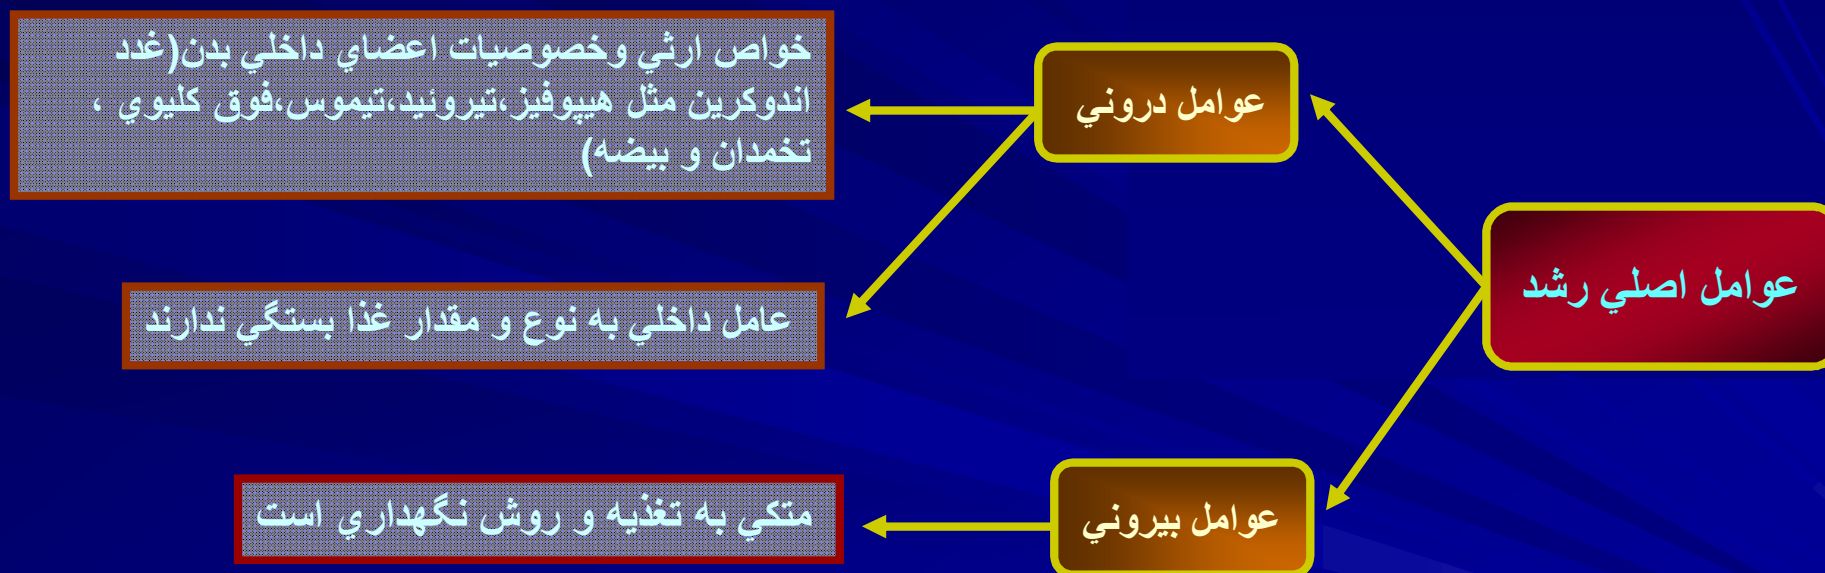 عوامل اصلي رشد
عوامل دروني
خواص ارثي وخصوصيات اعضاي داخلي بدن(غدد
اندوكرين مثل هيپوفيز،تيروئيد،تيموس،فوق كليوي ،
تخمدان و بيضه)
عامل داخلي به نوع و مقدار غذا بستگي ندارند
عوامل بيروني
متكي به تغذيه و روش نگهداري است